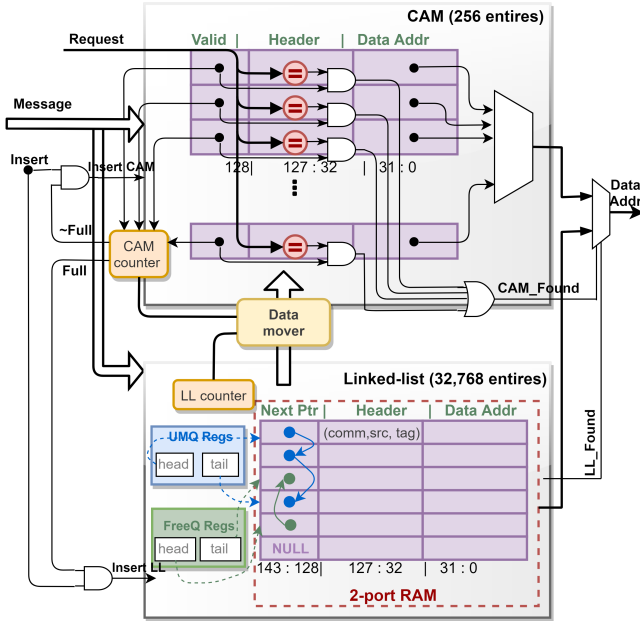 CAM (256 entires)
Request
Valid | Header | Data Addr
=
=
Message
=
Insert
Insert CAM
128| 127 : 32 | 31 : 0
Data
Addr
~Full
CAM
counter
=
Full
CAM_Found
Data
mover
Linked-list (32,768 entires)
LL counter
Next Ptr | Header | Data Addr
UMQ Regs
(comm,src, tag)
head tail
LL_Found
FreeQ Regs
head tail
NULL
Insert LL
143 : 128| 127 : 32 | 31 : 0
2-port RAM